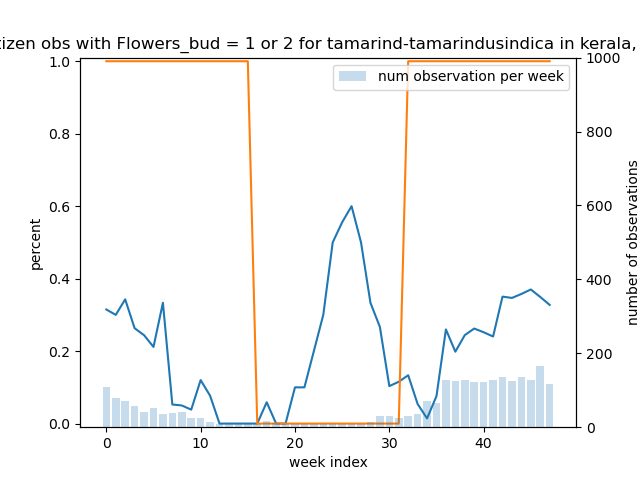 tizen obs with Flowers_bud = 1 or 2 for tamarind-tamarindusindica in kerala,
num observation per week
1.0
0.8
0.6
0.4
0.2
0.0
percent
1000
800
600
400
200
0
number of observations
0 10 20 30 40
week index